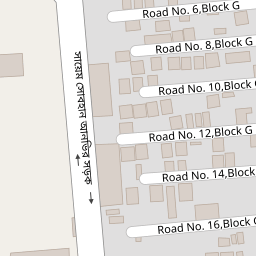 Road No. 6,Block G
Road No. 8,Block G
Road No. 10,Block
Road No. 12,Block G
Road No. 14,Block
Road No. 16,Block
সড়ক